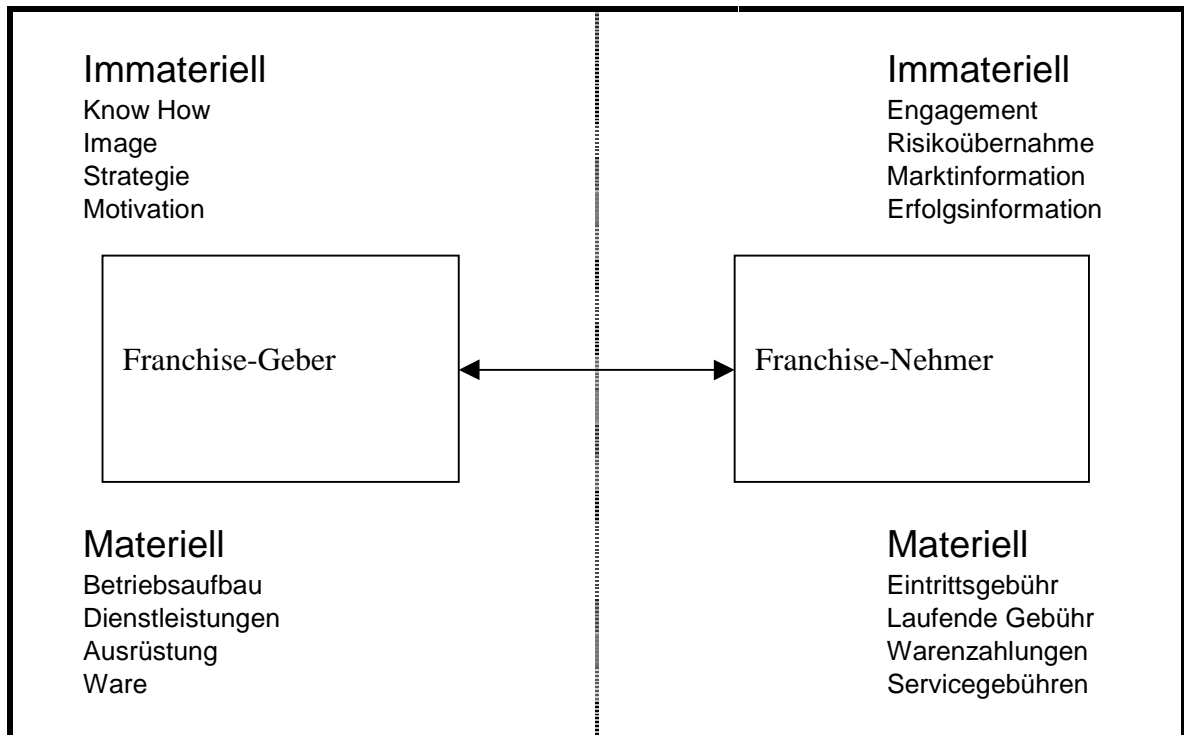 Immateriell
Know How
Image
Strategie
Motivation
Immateriell
Engagement
Risikoübernahme
Marktinformation
Erfolgsinformation
Franchise-Geber
Franchise-Nehmer
Materiell
Betriebsaufbau
Dienstleistungen
Ausrüstung
Ware
Materiell
Eintrittsgebühr
Laufende Gebühr
Warenzahlungen
Servicegebühren